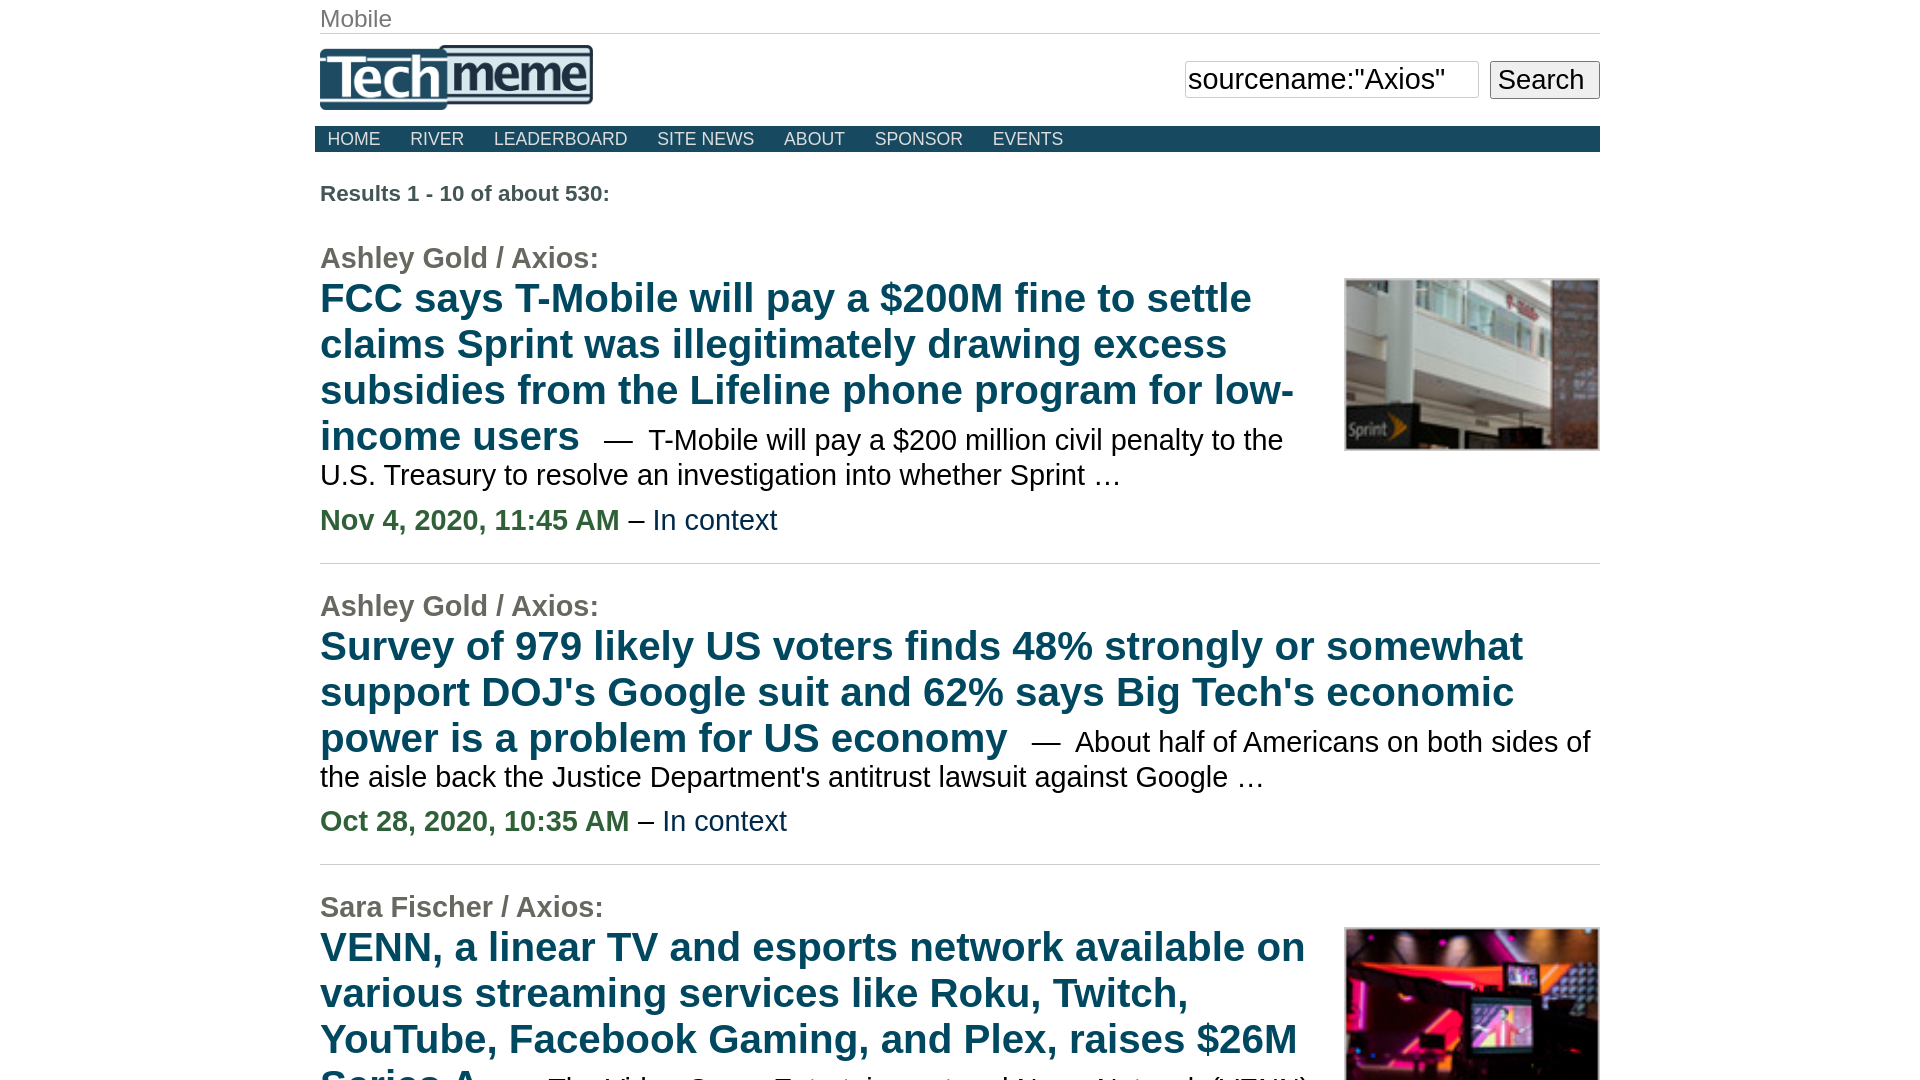 Mobile
Techmeme
sourcename:"Axios" Search
HOME RIVER LEADERBOARD SITE NEWS ABOUT SPONSOR EVENTS
Results 1 - 10 of about 530:
Ashley Gold / Axios:
FCC says T-Mobile will pay a $200M fine to settle
claims Sprint was illegitimately drawing excess
subsidies from the Lifeline phone program for low-
income users — T-Mobile will pay a $200 million civil penalty to the
U.S. Treasury to resolve an investigation into whether Sprint …
Sprint
Nov 4, 2020, 11:45 AM – In context
Ashley Gold / Axios:
Survey of 979 likely US voters finds 48% strongly or somewhat
support DOJ's Google suit and 62% says Big Tech's economic
power is a problem for US economy — About half of Americans on both sides of
the aisle back the Justice Department's antitrust lawsuit against Google …
Oct 28, 2020, 10:35 AM – In context
Sara Fischer / Axios:
VENN, a linear TV and esports network available on
various streaming services like Roku, Twitch,
YouTube, Facebook Gaming, and Plex, raises $26M
Series A